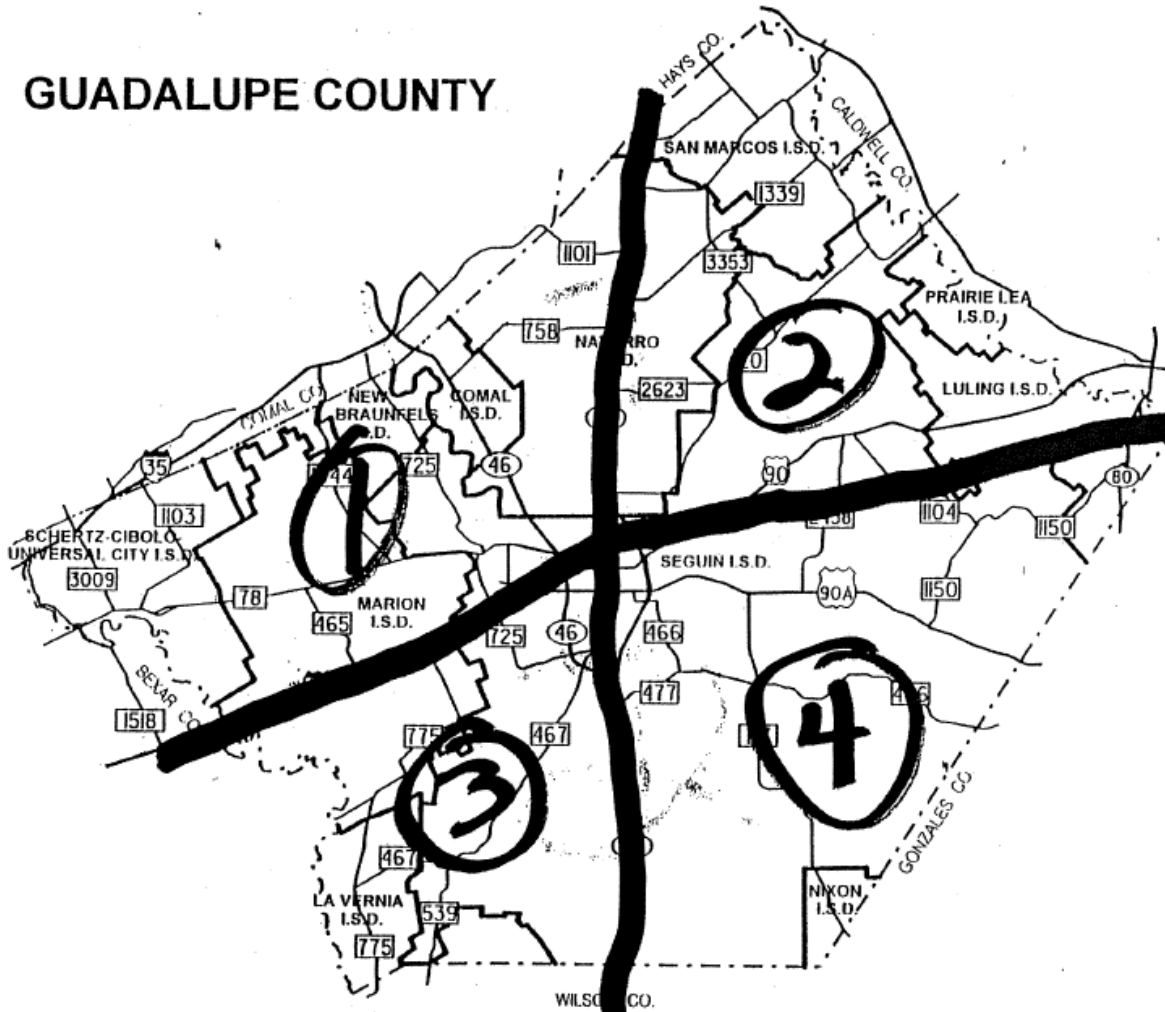 GUADALUPE COUNTY
HAYS CO.
CALDWELL CO.
SAN MARCOS I.S.D.
1339
1101
3353
PRAIRIE LEA
I.S.D.
758
2623
2
LULING I.S.D.
COMAL CO.
NEW
BRAUNFELS
COMAL
I.S.D.
35
1
725
46
90
80
1103
1104
1150
SCHERTZ-CIBOLO-
UNIVERSAL CITY I.S.D.
3009
78
MARION
I.S.D.
465
SEGUIN I.S.D.
90A
1150
725
46
466
BEXAR CO.
1518
477
775
467
3
4
GONZALES CO.
467
LA VERNIA
I.S.D.
539
775
NIXON
I.S.D.
CO.